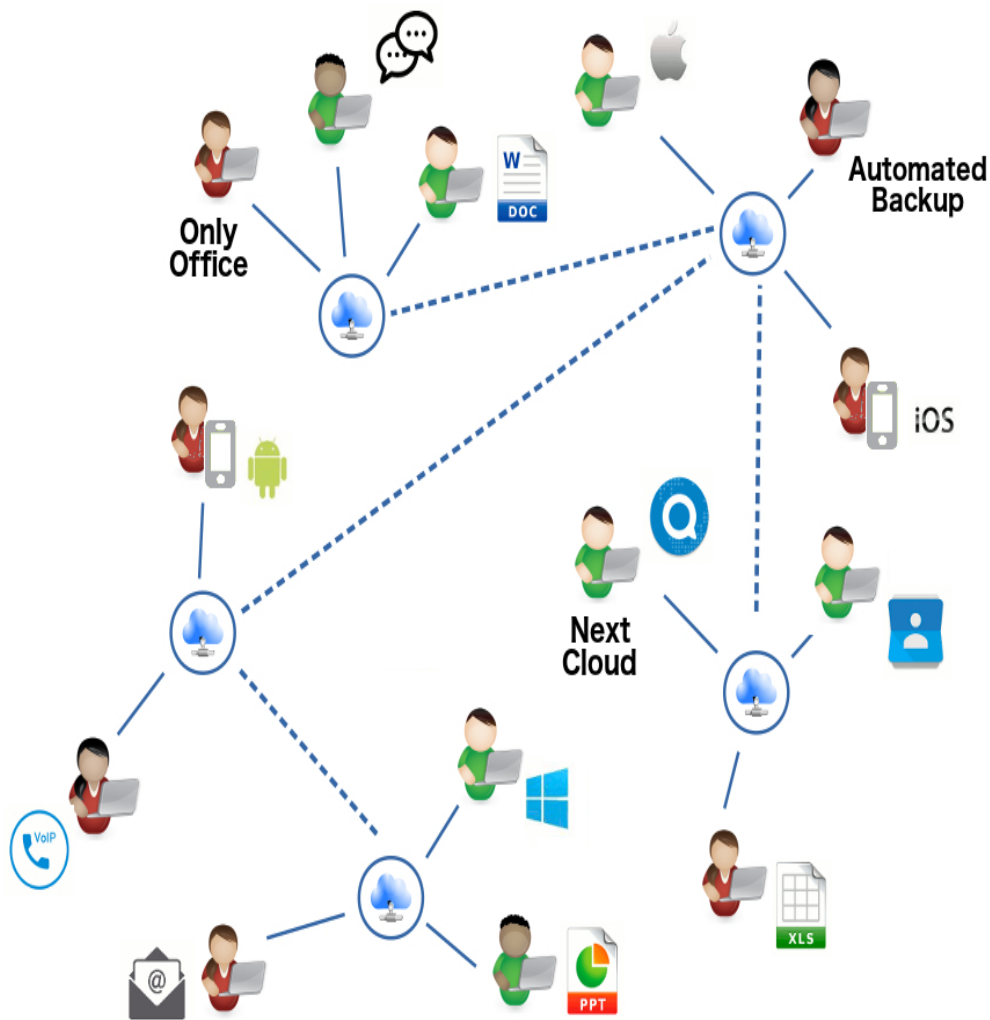 W
DOC
Automated
Backup
Only
Office
iOS
Next
Cloud
VoIP
XLS
@
PPT